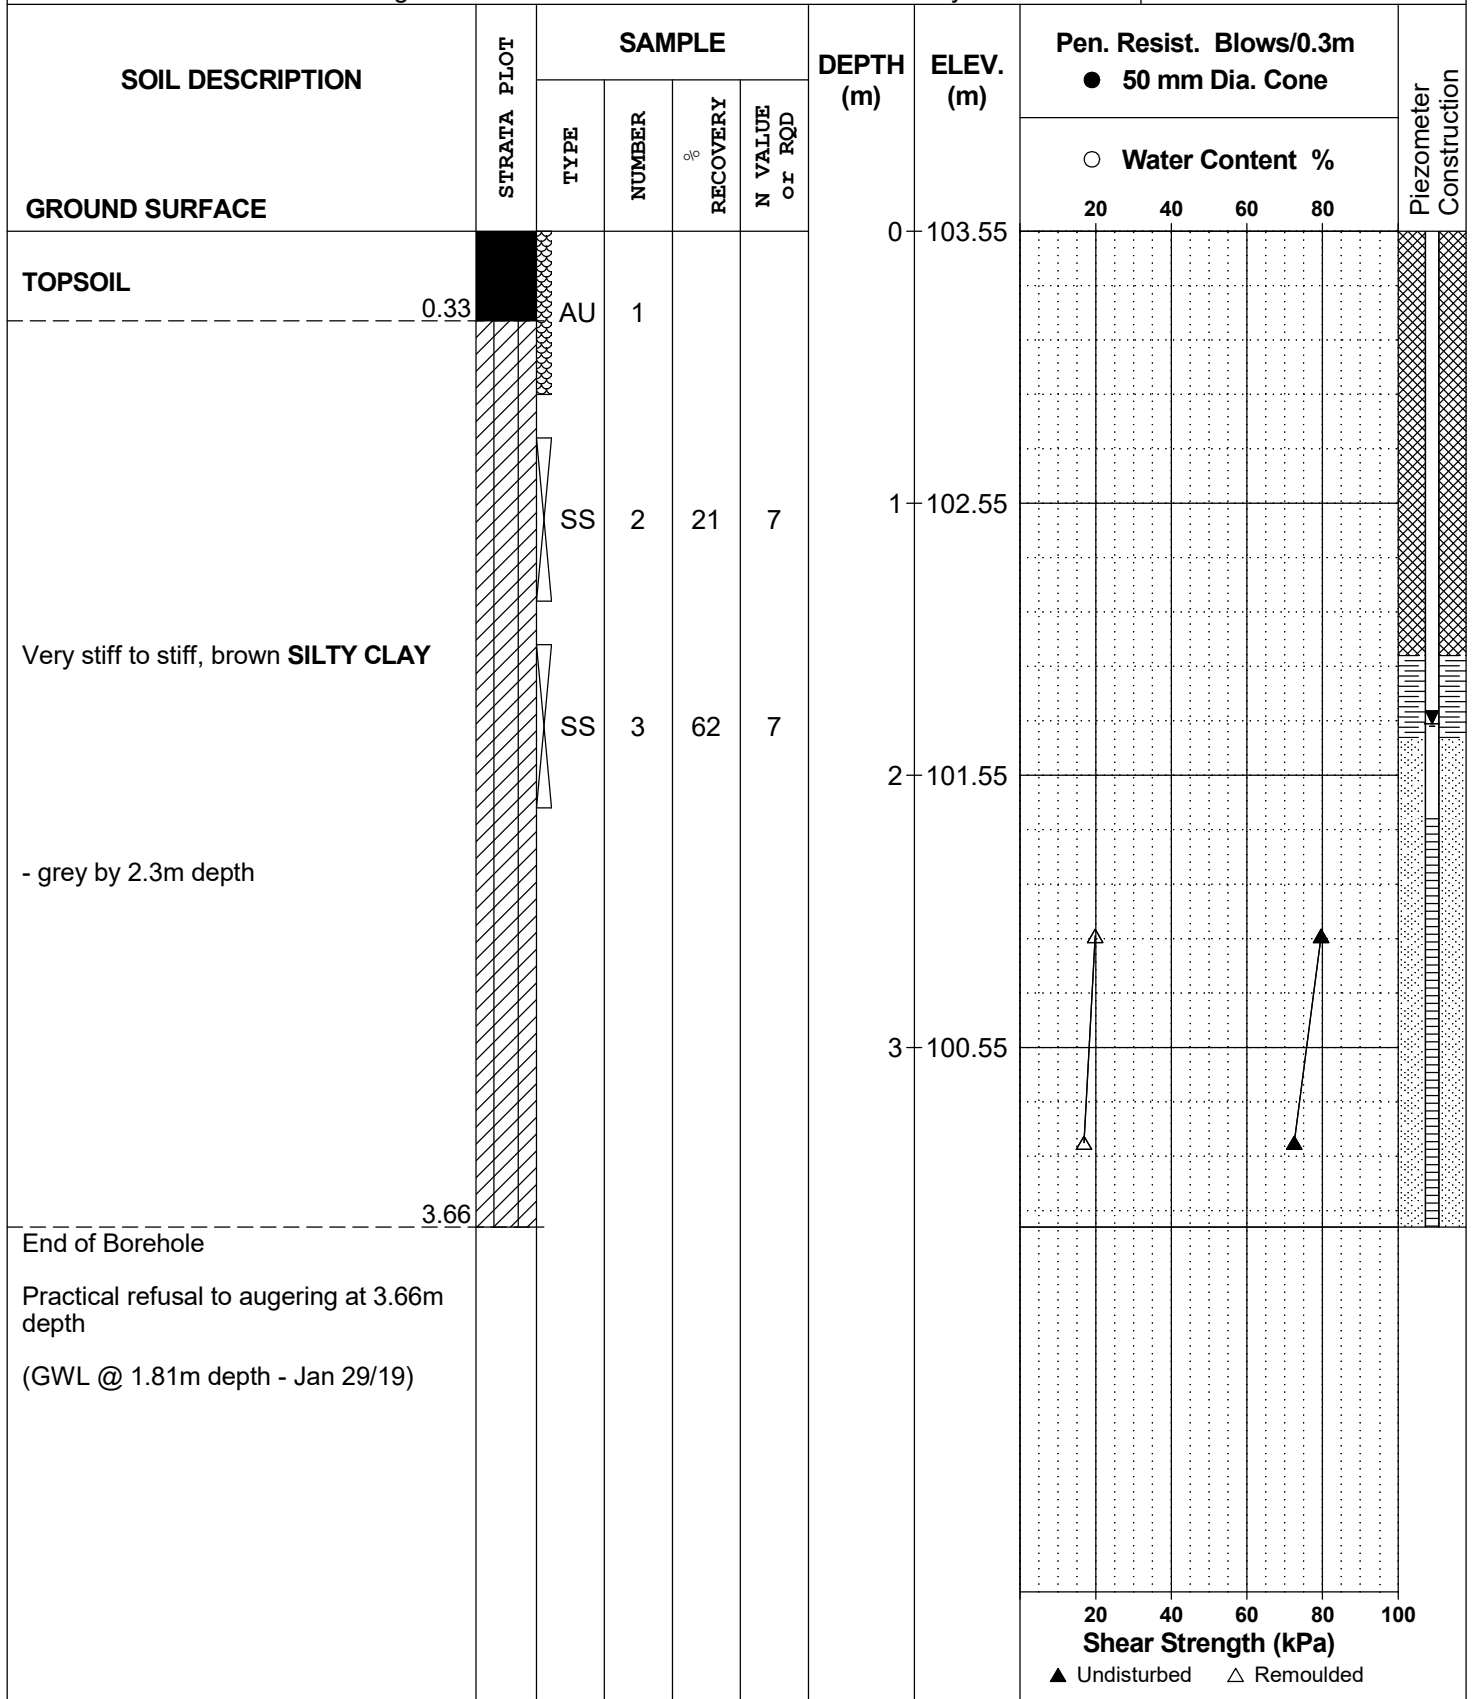 SOIL DESCRIPTION
GROUND SURFACE
STRATA PLOT
SAMPLE
TYPE
NUMBER
%
RECOVERY
N VALUE
or RQD
DEPTH
(m)
ELEV.
(m)
Pen. Resist. Blows/0.3m
● 50 mm Dia. Cone
○ Water Content %
20 40 60 80
Piezometer
Construction
0 103.55
TOPSOIL
0.33
AU 1
1 102.55
SS 2 21 7
Very stiff to stiff, brown SILTY CLAY
SS 3 62 7
2 101.55
- grey by 2.3m depth
3 100.55
3.66
End of Borehole
Practical refusal to augering at 3.66m
depth
(GWL @ 1.81m depth - Jan 29/19)
20 40 60 80 100
Shear Strength (kPa)
▲ Undisturbed △ Remoulded